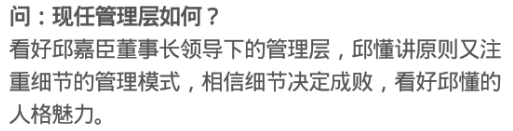 问：现任管理层如何？
看好邱嘉臣董事长领导下的管理层，邱懂讲原则又注
重细节的管理模式，相信细节决定成败，看好邱懂的
人格魅力。